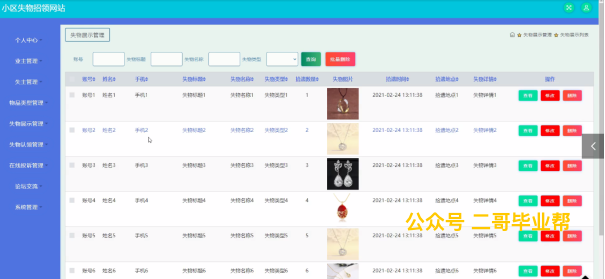 小区失物招领网站
个人中心
失物展示管理
失物展示管理 失物展示列表
业主管理
账号 失物标题 失物名称 失物类型 查询 批量删除
失主管理
账号 姓名 手机 失物标题 失物名称 失物类型 拾遗数量 失物图片 拾遗时间 拾遗地点 失物详情 操作
物品类型管理
账号1 姓名1 手机1 失物标题1 失物名称1 失物类型1 1 2021-02-24 13:11:38 拾遗地点1 失物详情1 查看 修改 删除
失物展示管理
账号2 姓名2 手机2 失物标题2 失物名称2 失物类型2 2 2021-02-24 13:11:38 拾遗地点2 失物详情2 查看 修改 删除
失物认领管理
在线投诉管理
账号3 姓名3 手机3 失物标题3 失物名称3 失物类型3 3 2021-02-24 13:11:38 拾遗地点3 失物详情3 查看 修改 删除
论坛交流
系统管理
账号4 姓名4 手机4 失物标题4 失物名称4 失物类型4 4 2021-02-24 13:11:38 拾遗地点4 失物详情4 查看 修改 删除
公众号 二哥毕业帮
账号5 姓名5 手机5 失物标题5 失物名称5 失物类型5 5 2021-02-24 13:11:38 拾遗地点5 失物详情5 查看 修改 删除
账号6 姓名6 手机6 失物标题6 失物名称6 失物类型6 6 2021-02-24 13:11:38 拾遗地点6 失物详情6 查看 修改 删除